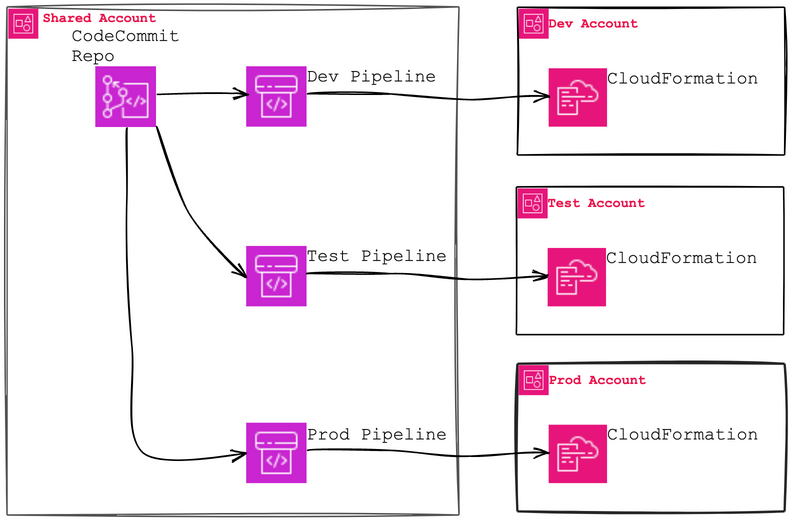 Shared Account
CodeCommit
Repo
Dev Pipeline
Test Pipeline
Prod Pipeline
Dev Account
CloudFormation
Test Account
CloudFormation
Prod Account
CloudFormation